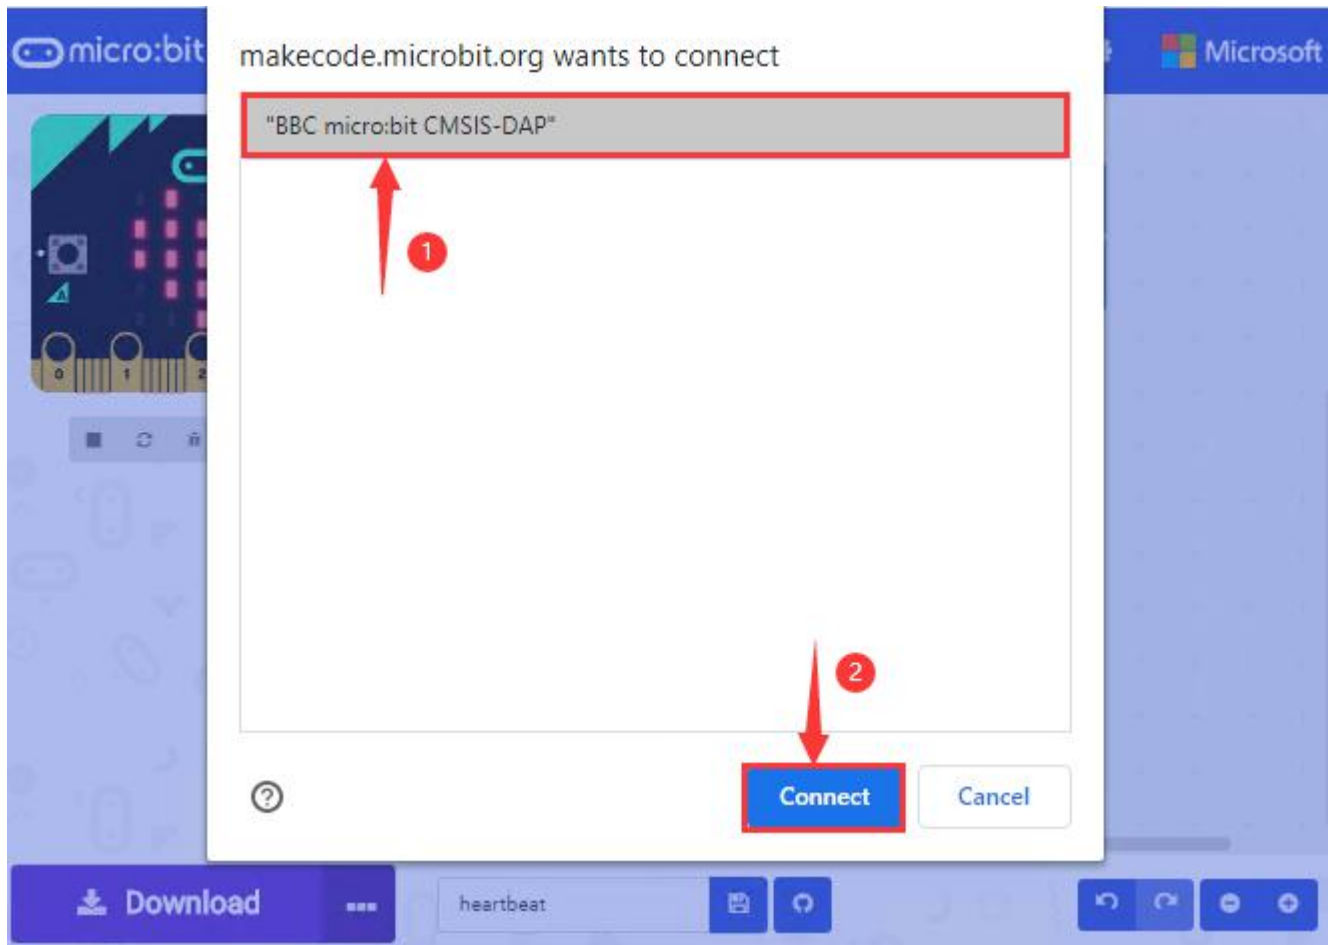 micro:bit
Microsoft
makecode.microbit.org wants to connect
"BBC micro:bit CMSIS-DAP"
1
A
0 1 2
2
?
Connect Cancel
Download
heartbeat